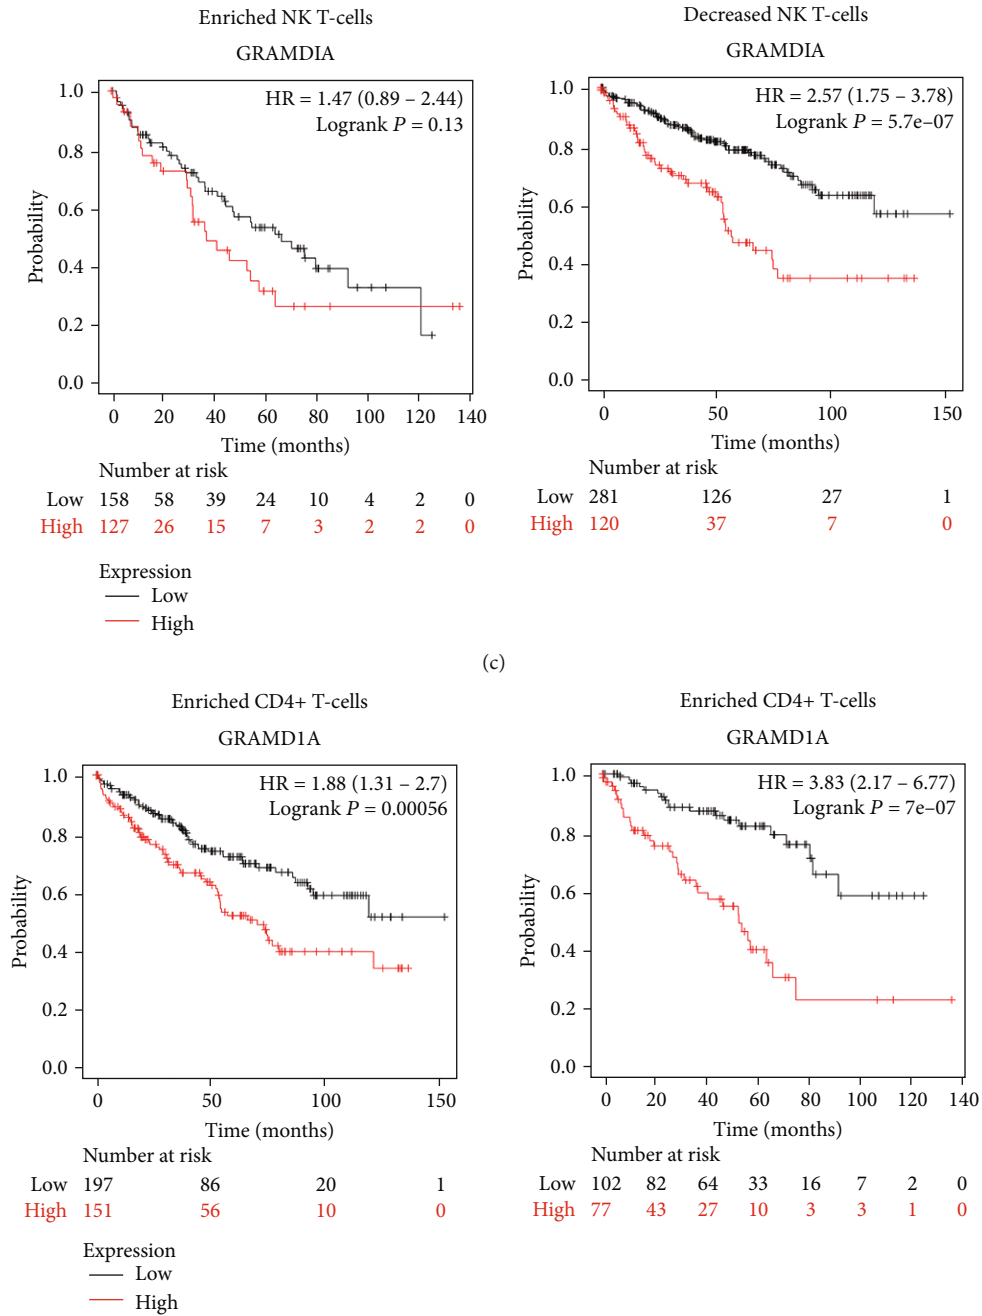 Enriched NK T-cells
GRAMDIA
HR = 1.47 (0.89 – 2.44)
Logrank P = 0.13
Probability
1.0
0.8
0.6
0.4
0.2
0.0
0 20 40 60 80 100 120 140
Time (months)
Number at risk
Low 158 58 39 24 10 4 2 0
High 127 26 15 7 3 2 2 0
Expression
Low
High
Decreased NK T-cells
GRAMDIA
HR = 2.57 (1.75 – 3.78)
Logrank P = 5.7e–07
Probability
1.0
0.8
0.6
0.4
0.2
0.0
0 50 100 150
Time (months)
Number at risk
Low 281 126 27 1
High 120 37 7 0
(c)
Enriched CD4+ T-cells
GRAMD1A
HR = 1.88 (1.31 – 2.7)
Logrank P = 0.00056
Probability
1.0
0.8
0.6
0.4
0.2
0.0
0 50 100 150
Time (months)
Number at risk
Low 197 86 20 1
High 151 56 10 0
Expression
Low
High
Enriched CD4+ T-cells
GRAMD1A
HR = 3.83 (2.17 – 6.77)
Logrank P = 7e–07
Probability
1.0
0.8
0.6
0.4
0.2
0.0
0 20 40 60 80 100 120 140
Time (months)
Number at risk
Low 102 82 64 33 16 7 2 0
High 77 43 27 10 3 3 1 0